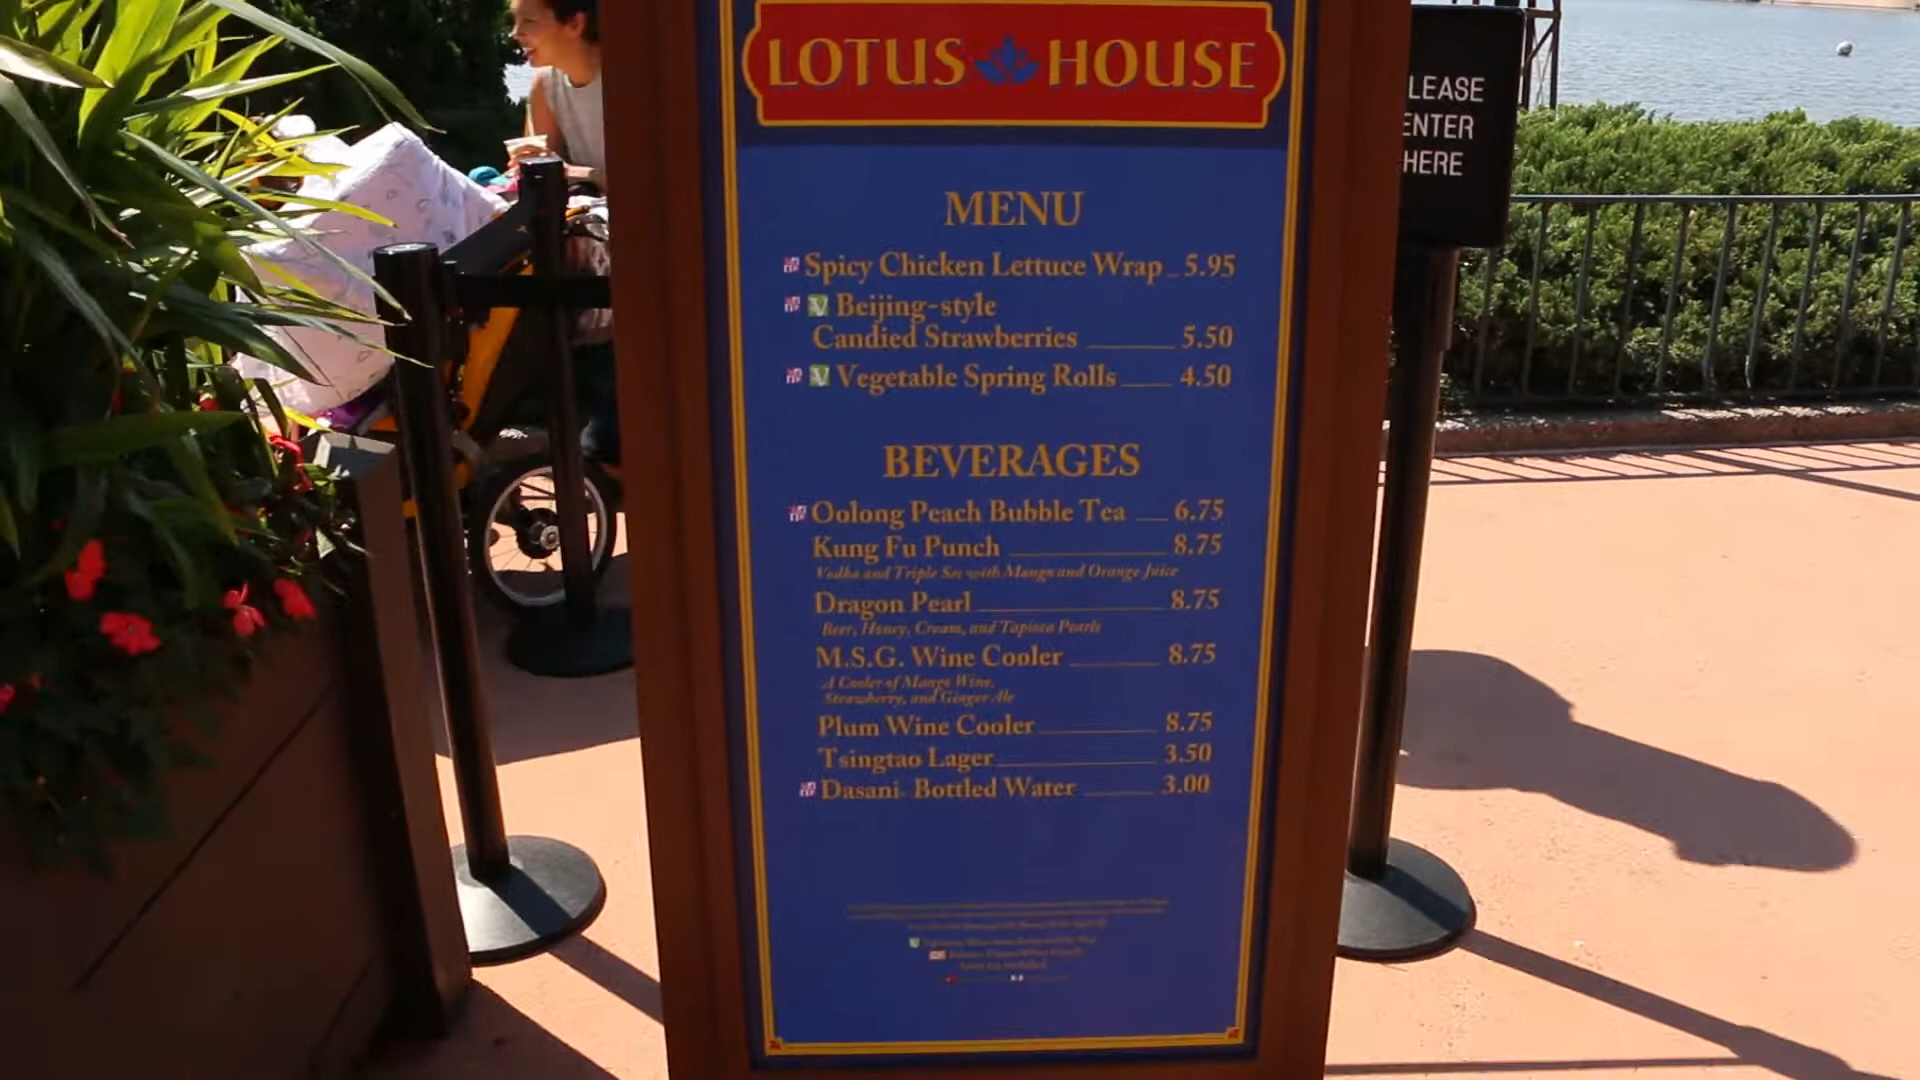 LOTUS HOUSE
LEASE
ENTER
HERE
MENU
Spicy Chicken Lettuce Wrap 5.95
V Beijing-style
Candied Strawberries 5.50
V Vegetable Spring Rolls 4.50
BEVERAGES
Oolong Peach Bubble Tea 6.75
Kung Fu Punch 8.75
Vodka and Triple Sec with Mango and Orange Juice
Dragon Pearl 8.75
Beer, Honey, Cream, and Tapioca Pearls
M.S.G. Wine Cooler 8.75
A Cooler of Mango Wine,
Strawberry, and Ginger Ale
Plum Wine Cooler 8.75
Tsingtao Lager 3.50
Dasani Bottled Water 3.00